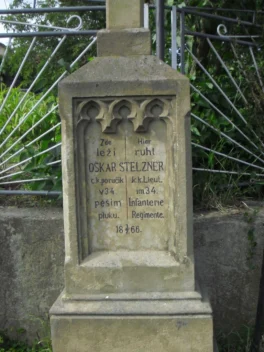 Zde Hier
leží ruht
OSKAR STELZNER
c.k. poručík k.k. Lieut.
v 34. im 34.
pěším Infanterie
pluku. Regimente.
1866.